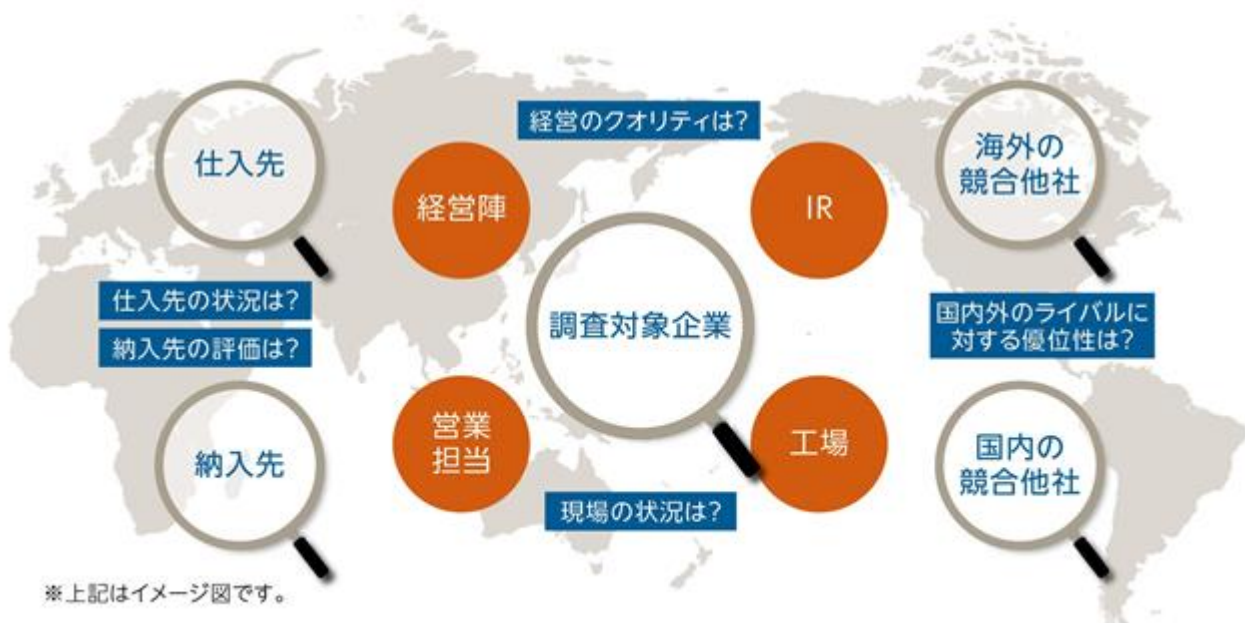 仕入先
経営のクオリティは?
経営陣
IR
海外の
競合他社
調査対象企業
仕入先の状況は?
納入先の評価は?
国内外のライバルに
対する優位性は?
納入先
営業
担当
工場
国内の
競合他社
現場の状況は?
※上記はイメージ図です。